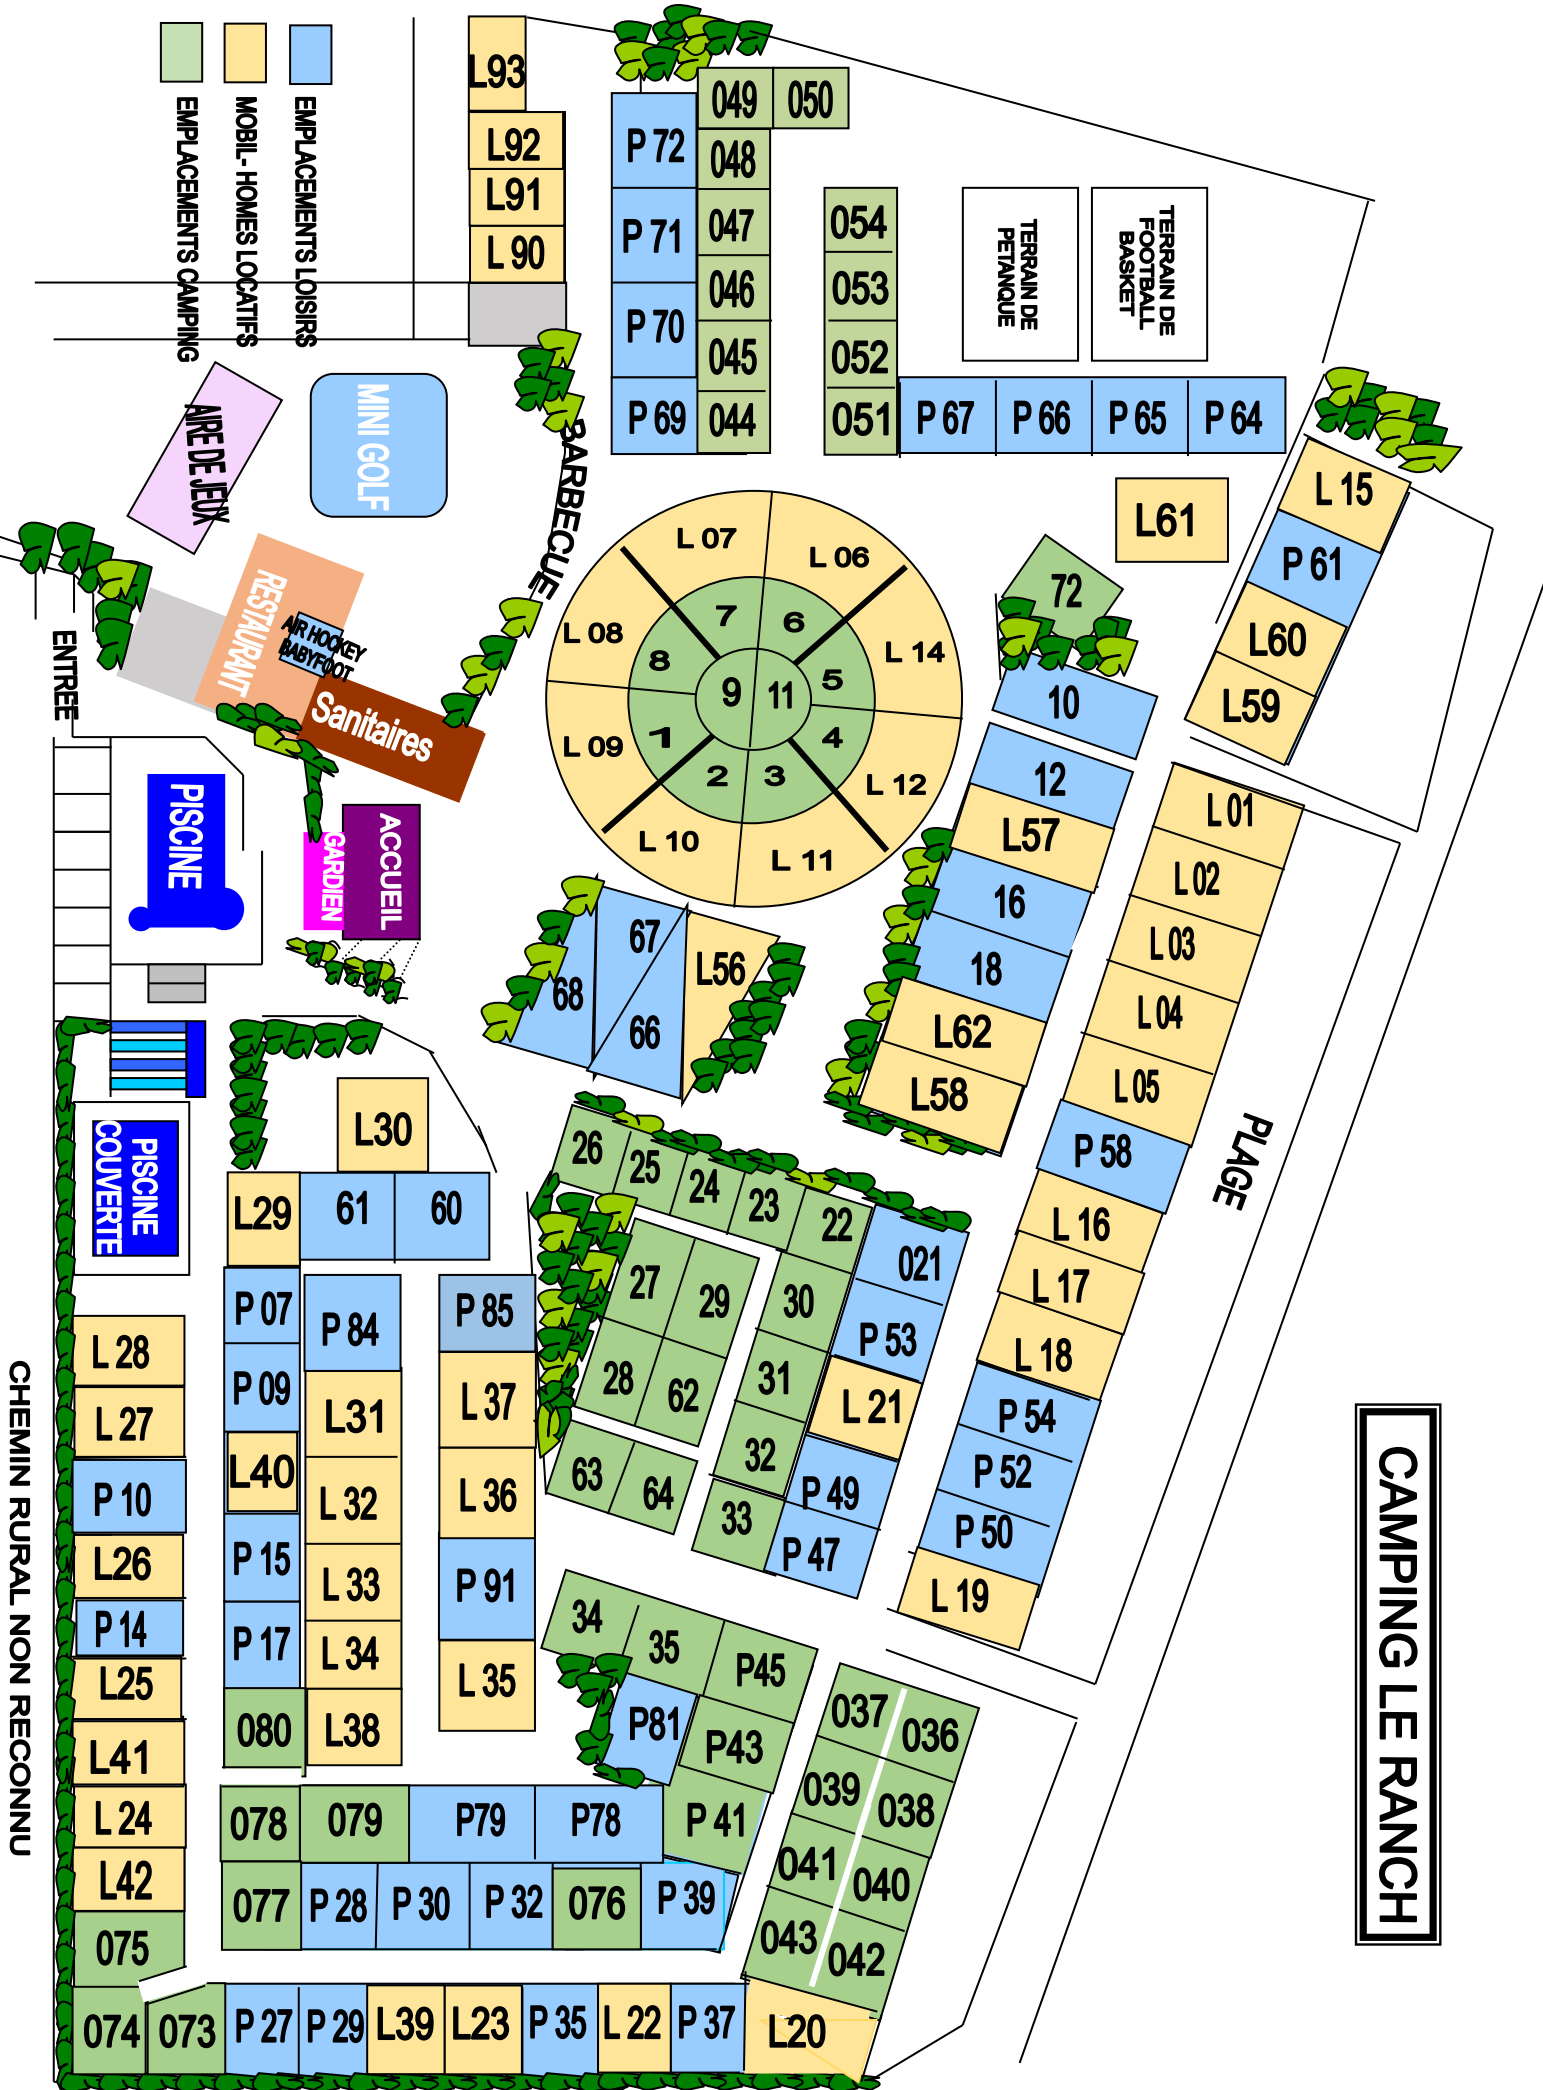 CAMPING LE RANCH
EMPLACEMENTS LOISIRS
MOBIL- HOMES LOCATIFS
EMPLACEMENTS CAMPING
L93
L92
L91
L 90
P 72
P 71
P 70
P 69
049
050
048
047
046
045
044
054
053
052
051
TERRAIN DE
PETANQUE
TERRAIN DE
FOOTBALL
BASKET
P 67
P 66
P 65
P 64
L 15
P 61
L60
L59
L61
72
MINI GOLF
AIRE DE JEUX
BARBECUE
RESTAURANT
AIR HOCKEY
BABYFOOT
Sanitaires
ENTREE
PISCINE
ACCUEIL
GARDIEN
L 07
L 06
L 08
L 14
L 09
L 12
L 10
L 11
7
6
8
5
9
11
1
4
2
3
10
12
L57
16
18
L62
L58
L 01
L 02
L 03
L 04
L 05
P 58
L 16
L 17
L 18
P 54
P 52
P 50
L 19
PLAGE
67
68
66
L56
PISCINE
COUVERTE
L30
L29
61
60
26
25
24
23
22
021
27
29
30
P 53
28
62
31
L 21
63
64
32
P 49
33
P 47
P 07
P 84
P 85
P 09
L31
L 37
L40
L 32
L 36
P 15
L 33
P 91
P 17
L 34
L 35
080
L38
L 28
L 27
P 10
L26
P 14
L25
L41
L 24
L42
075
074
073
CHEMIN RURAL NON RECONNU
34
35
P45
P81
P43
P 41
037
036
039
038
041
040
043
042
078
079
P79
P78
077
P 28
P 30
P 32
076
P 39
P 27
P 29
L39
L23
P 35
L 22
P 37
L20